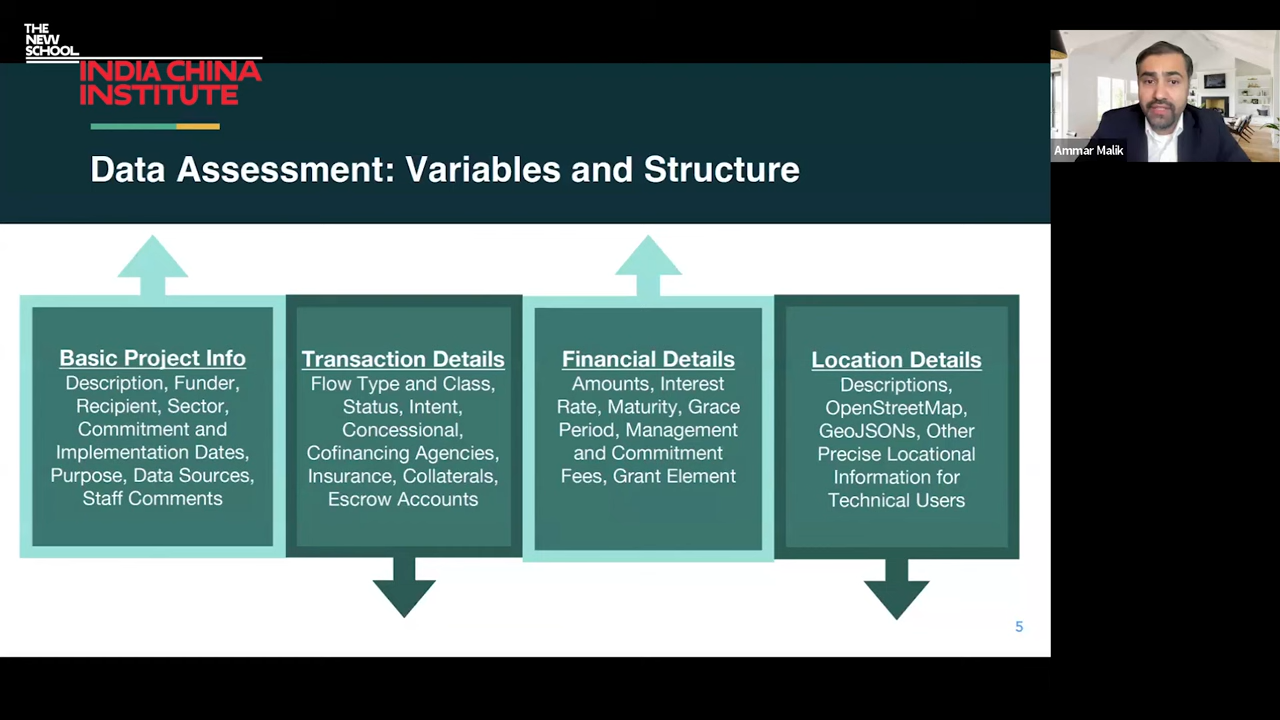 THE
NEW
SCHOOL
INDIA CHINA
INSTITUTE
Ammar Malik
Data Assessment: Variables and Structure
Basic Project Info
Description, Funder,
Recipient, Sector,
Commitment and
Implementation Dates,
Purpose, Data Sources,
Staff Comments
Transaction Details
Flow Type and Class,
Status, Intent,
Concessional,
Cofinancing Agencies,
Insurance, Collaterals,
Escrow Accounts
Financial Details
Amounts, Interest
Rate, Maturity, Grace
Period, Management
and Commitment
Fees, Grant Element
Location Details
Descriptions,
OpenStreetMap,
GeoJSONs, Other
Precise Locational
Information for
Technical Users
5